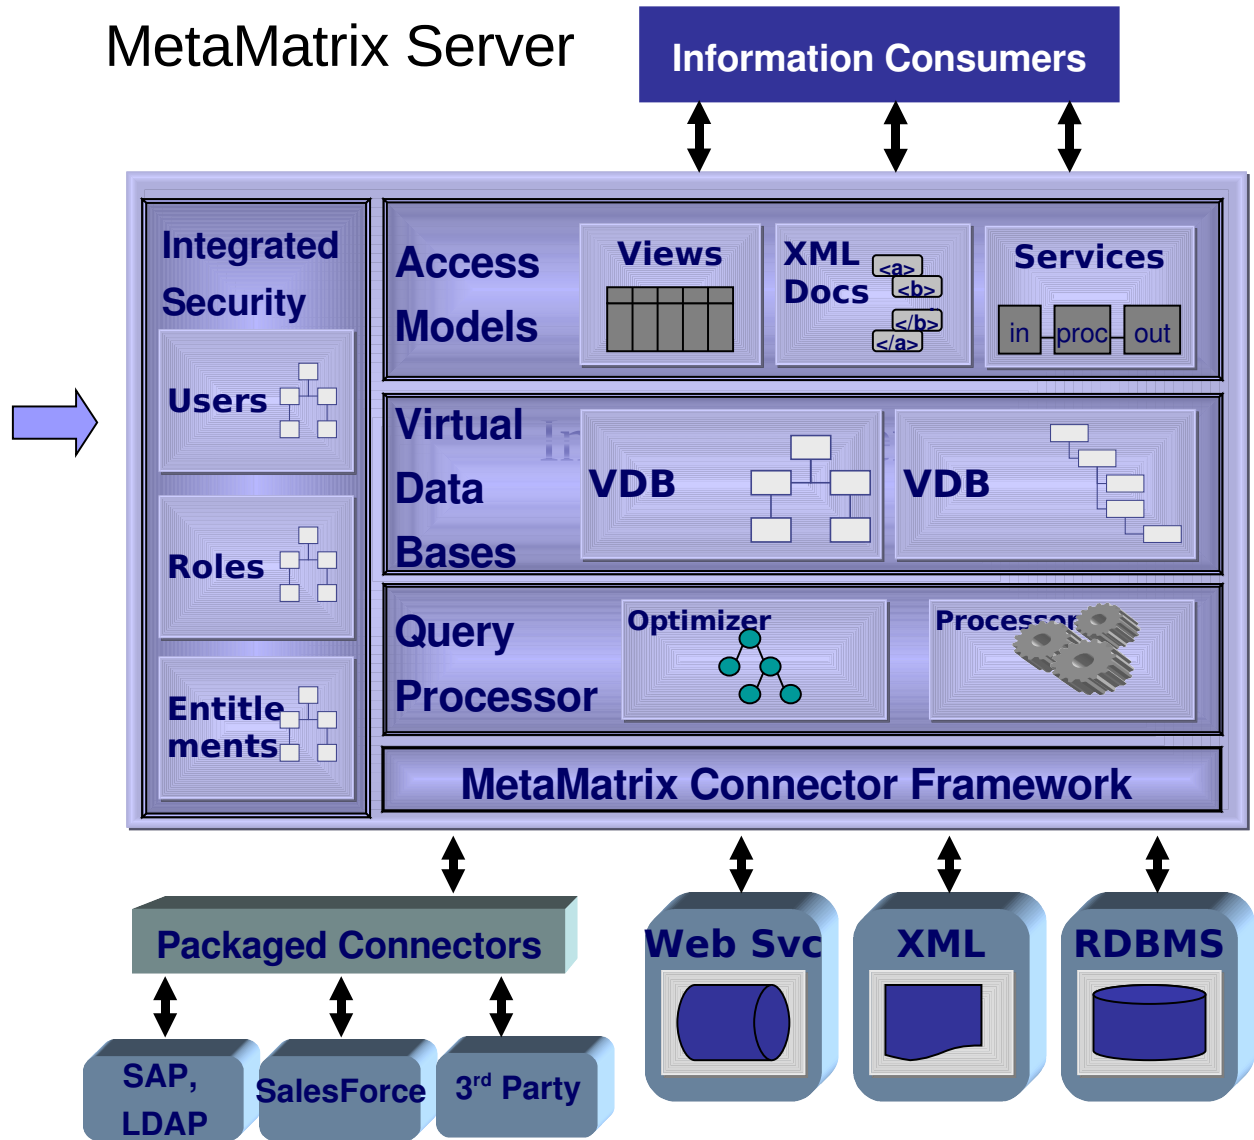 MetaMatrix Server
Information Consumers
Integrated
Security
Users
Roles
Entitle
ments
Access
Models
Views
XML
Docs
<a>
<b>
</b>
</a>
Services
in
proc
out
Virtual
Data
Bases
VDB
VDB
Query
Processor
Optimizer
Processor
MetaMatrix Connector Framework
Packaged Connectors
SAP,
LDAP
SalesForce
3rd Party
Web Svc
XML
RDBMS